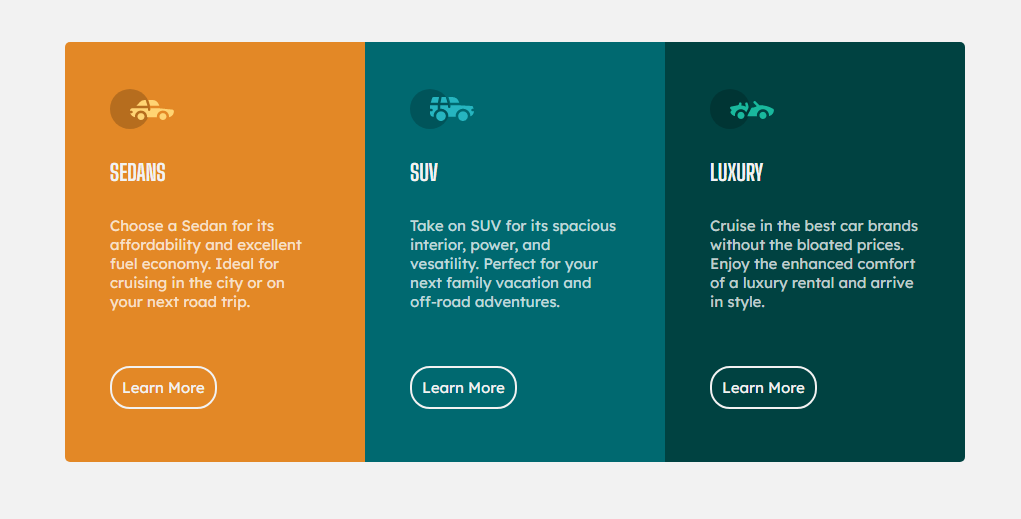 SEDANS
Choose a Sedan for its
affordability and excellent
fuel economy. Ideal for
cruising in the city or on
your next road trip.
Learn More
SUV
Take on SUV for its spacious
interior, power, and
vesatility. Perfect for your
next family vacation and
off-road adventures.
Learn More
LUXURY
Cruise in the best car brands
without the bloated prices.
Enjoy the enhanced comfort
of a luxury rental and arrive
in style.
Learn More